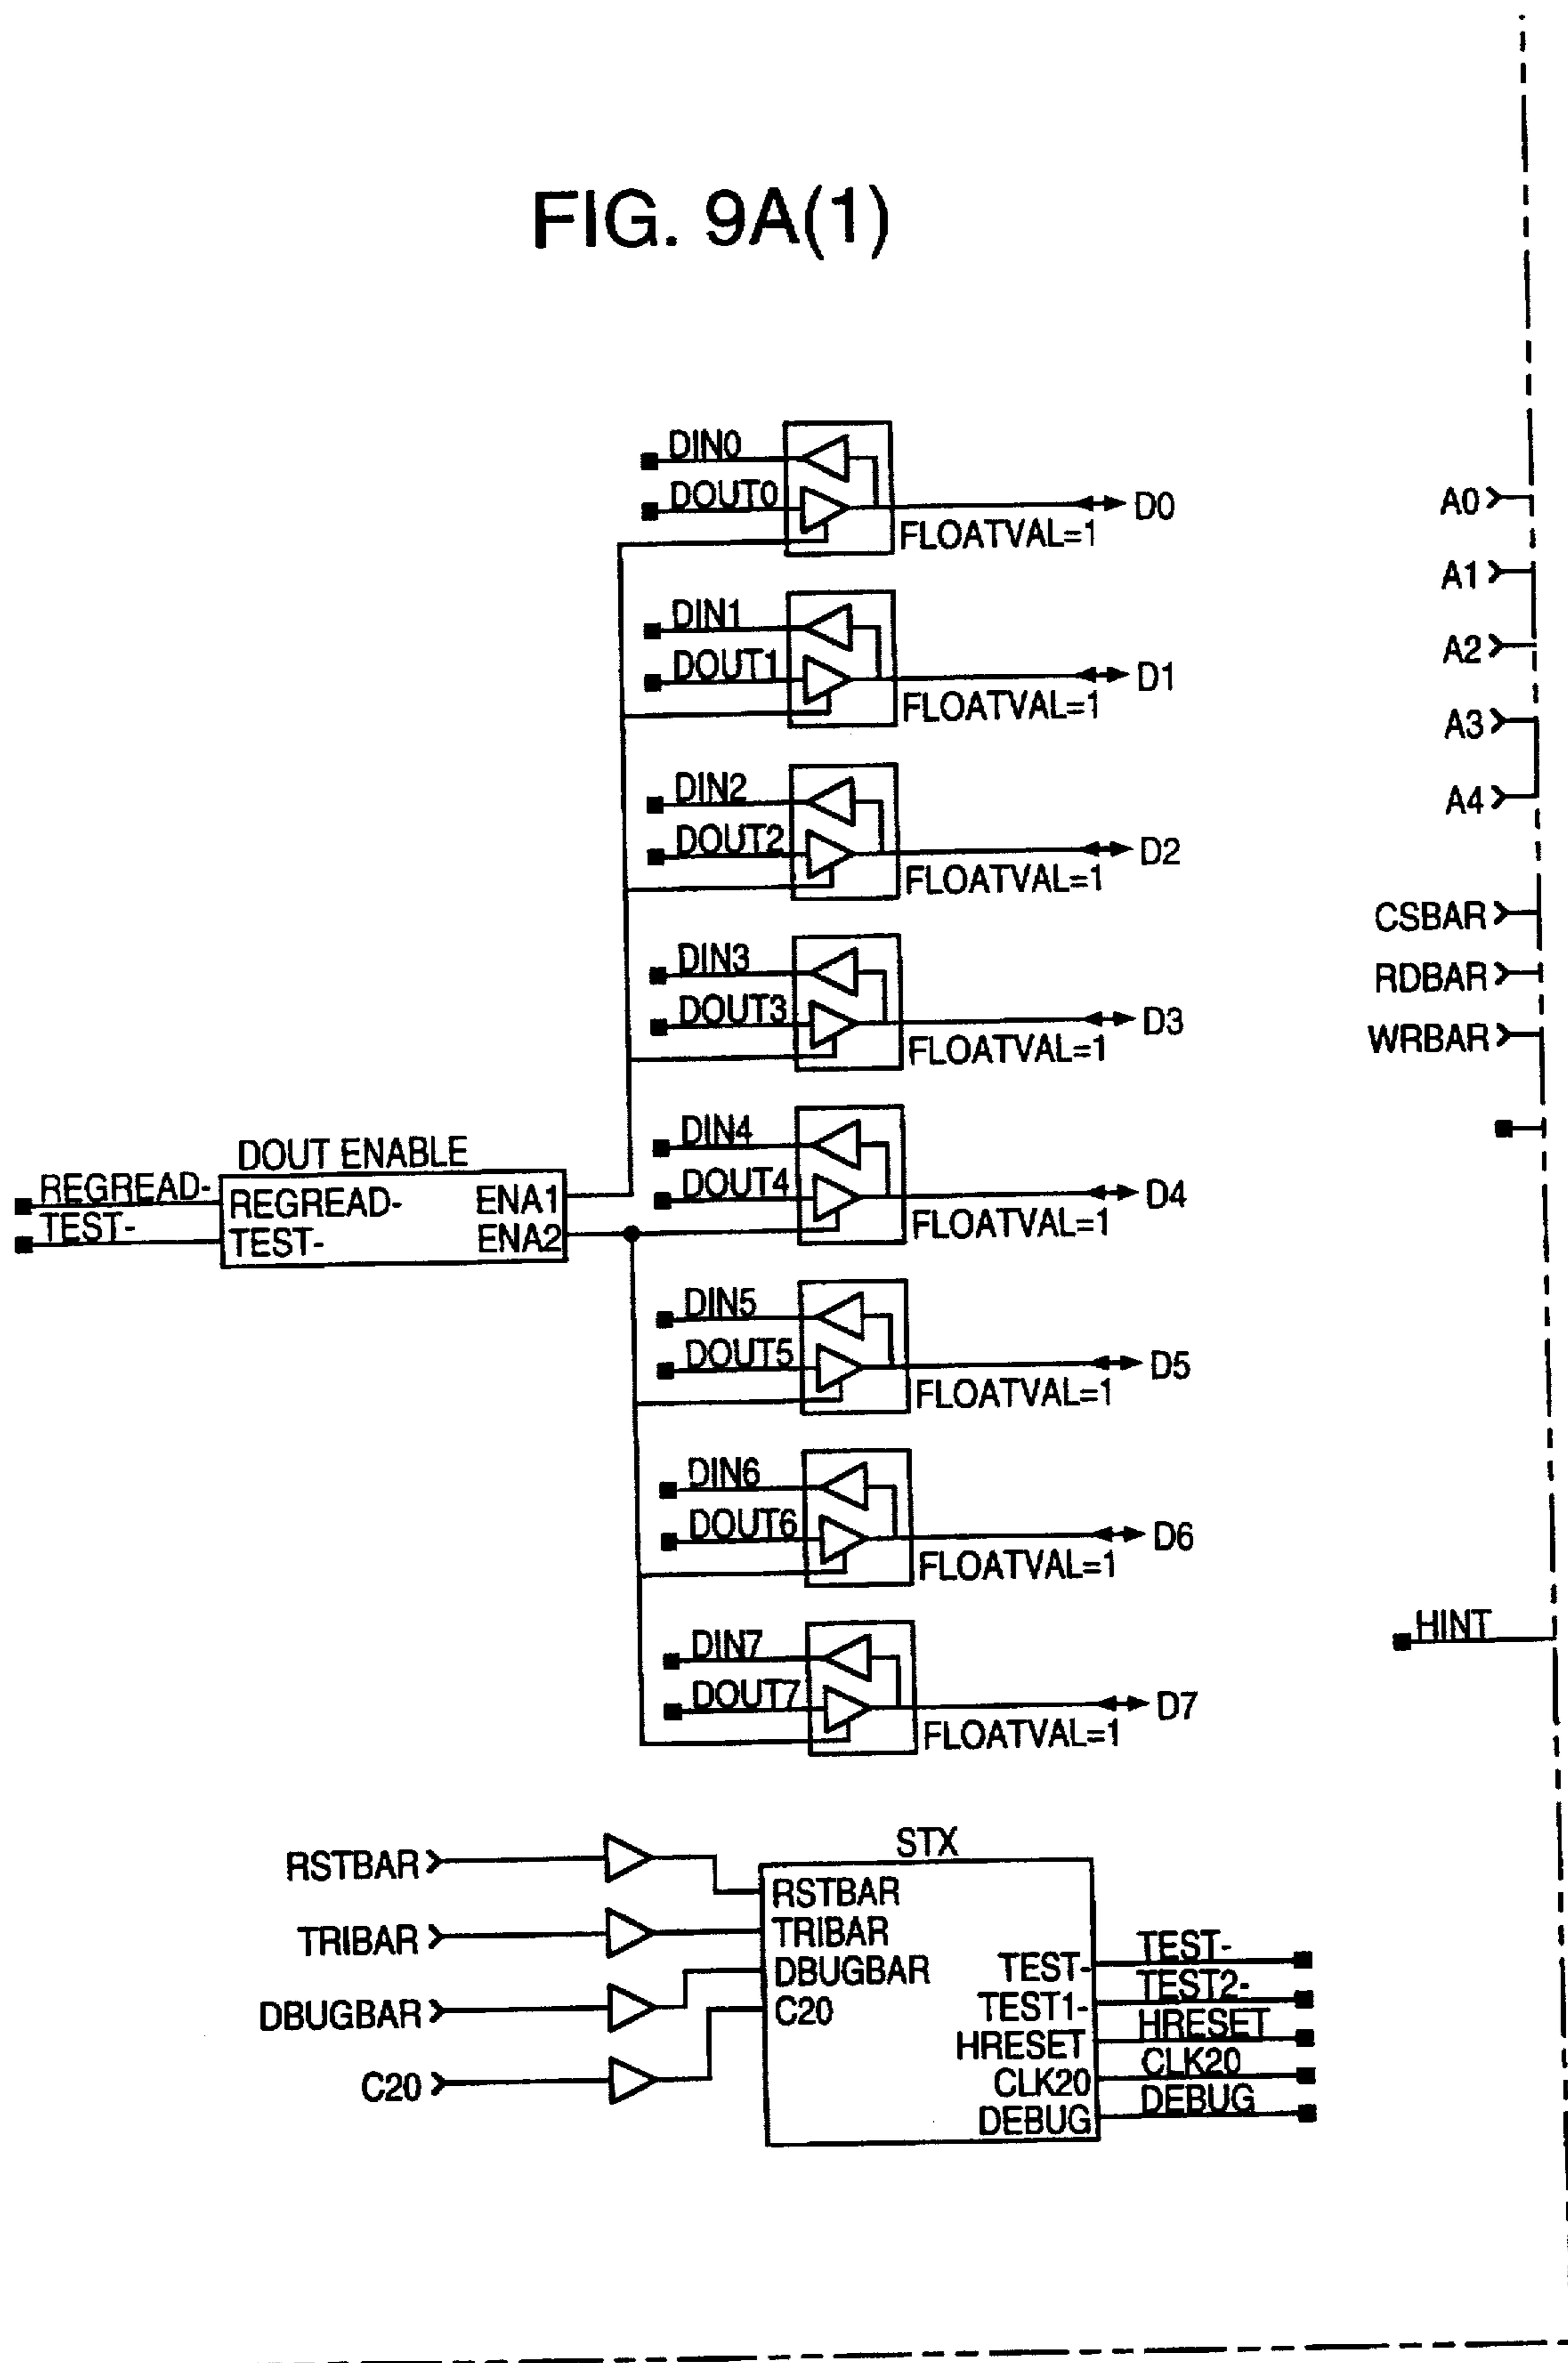 FIG. 9A(1)
DIN0
DOUT0
D0
FLOATVAL=1
DIN1
DOUT1
D1
FLOATVAL=1
DIN2
DOUT2
D2
FLOATVAL=1
DIN3
DOUT3
D3
FLOATVAL=1
DIN4
DOUT4
D4
FLOATVAL=1
DIN5
DOUT5
D5
FLOATVAL=1
DIN6
DOUT6
D6
FLOATVAL=1
DIN7
DOUT7
D7
FLOATVAL=1
DOUT ENABLE
REGREAD-
TEST-
REGREAD-
TEST-
ENA1
ENA2
A0
A1
A2
A3
A4
CSBAR
RDBAR
WRBAR
HINT
STX
RSTBAR
TRIBAR
DBUGBAR
C20
RSTBAR
TRIBAR
DBUGBAR
C20
TEST-
TEST1-
HRESET
CLK20
DEBUG
TEST-
TEST2-
HRESET
CLK20
DEBUG